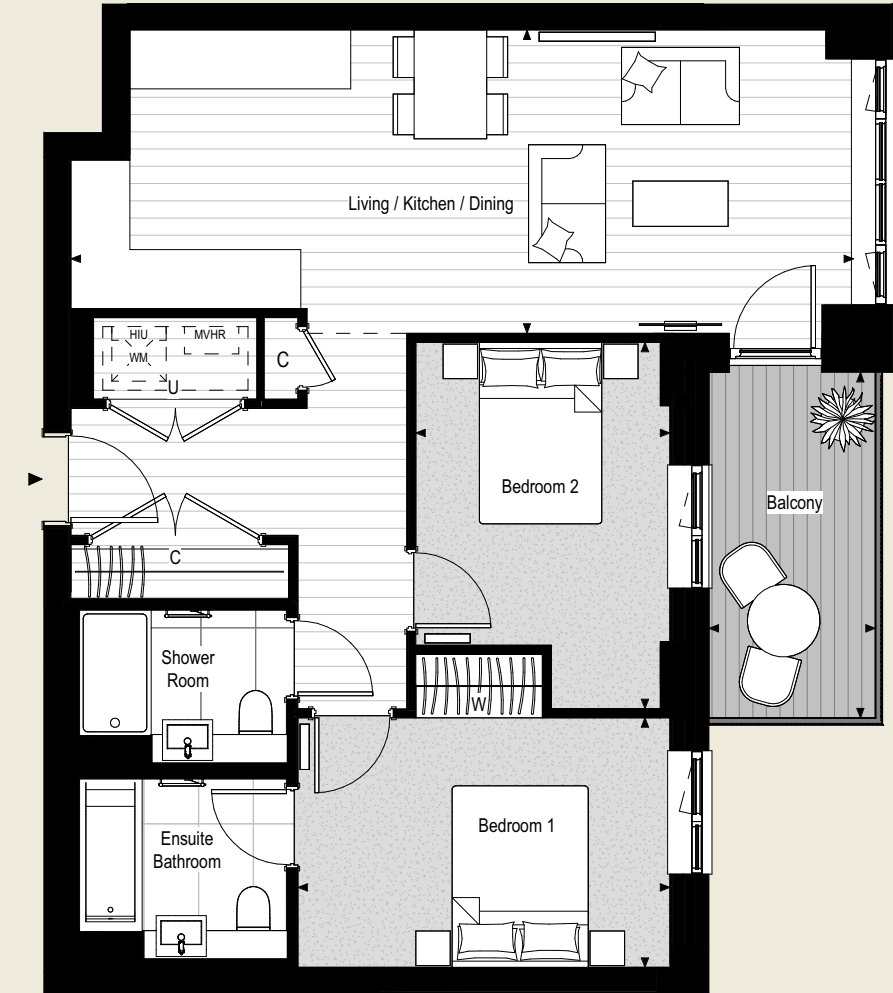 Living / Kitchen / Dining
HIU
MVHR
WM
U
C
Bedroom 2
Balcony
C
Shower
Room
W
Bedroom 1
Ensuite
Bathroom